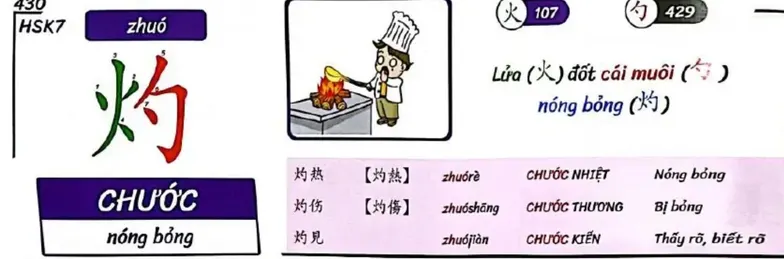 430
HSK7
zhuó
灼
CHƯỚC
nóng bỏng
火 107
勺 429
Lửa (火) đốt cái muôi (勺)
nóng bỏng (灼)
灼热 【灼熱】 zhuórè CHƯỚC NHIỆT Nóng bỏng
灼伤 【灼傷】 zhuóshāng CHƯỚC THƯƠNG Bị bỏng
灼见 zhuójiàn CHƯỚC KIẾN Thấy rõ, biết rõ